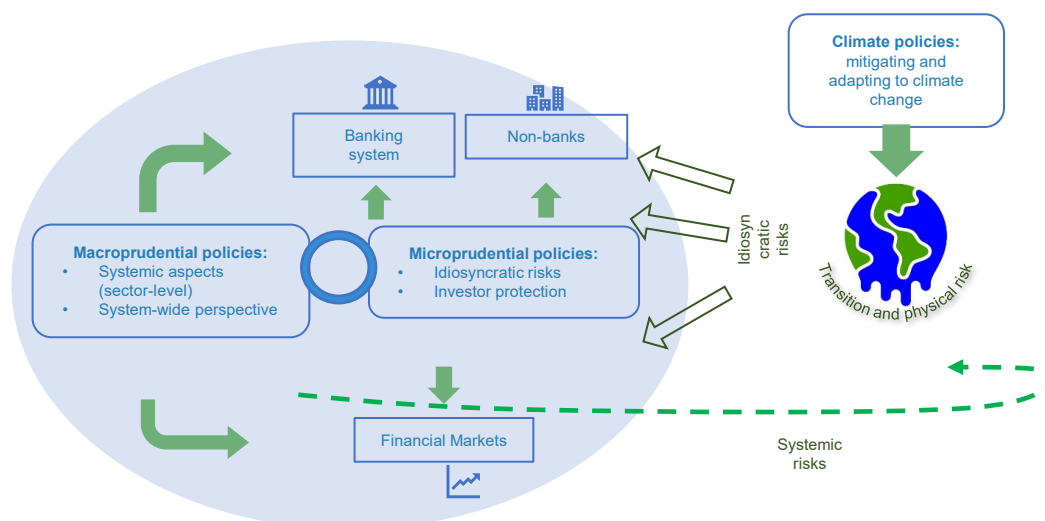 Climate policies:
mitigating and
adapting to climate
change
Banking
system
Non-banks
Macroprudential policies:
• Systemic aspects
(sector-level)
• System-wide perspective
Microprudential policies:
• Idiosyncratic risks
• Investor protection
Idiosyn
cratic
risks
Transition and physical risk
Financial Markets
Systemic
risks